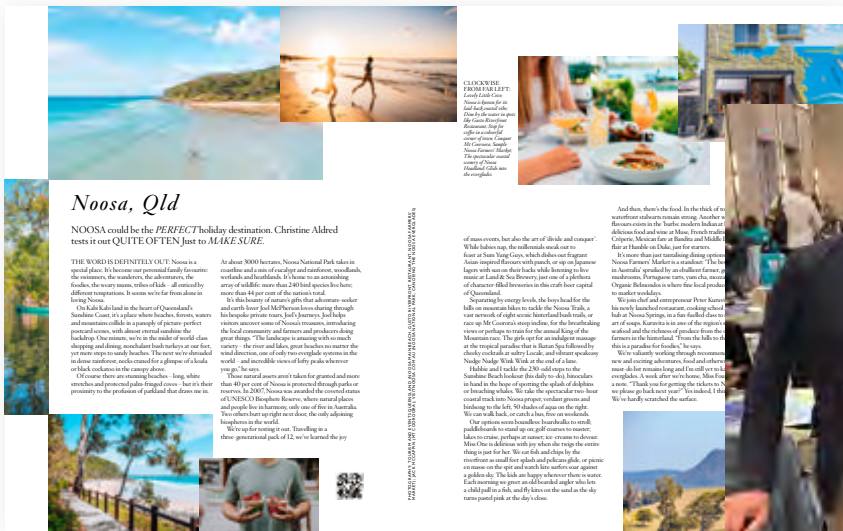 Noosa, Qld
NOOSA could be the PERFECT holiday destination. Christine Aldred
tests it out QUITE OFTEN Just to MAKE SURE.
THE WORD IS DEFINITELY OUT: Noosa is a
special place. It's become our perennial family favourite:
the swimmers, the wanderers, the adventurers, the
foodies, the weary mums, tribes of kids – all enticed by
different temptations. It seems we're far from alone in
loving Noosa.
On Kabi Kabi land in the heart of Queensland's
Sunshine Coast, it's a place where beaches, forests, waters
and mountains collide in a panoply of picture-perfect
postcard scenes, with almost eternal sunshine the
backdrop. One minute, we're in the midst of world-class
shopping and dining, nonchalant bush turkeys at our feet,
yet mere steps to sandy beaches. The next we're shrouded
in dense rainforest, necks craned for a glimpse of a koala
or black cockatoo in the canopy above.
Of course there are stunning beaches – long, white
stretches and protected palm-fringed coves – but it's their
proximity to the profusion of parkland that draws me in.
At about 3000 hectares, Noosa National Park takes in
coastline and a mix of eucalypt and rainforest, woodlands,
wetlands and heathlands. It's home to an astonishing
array of wildlife: more than 240 bird species live here;
more than 44 per cent of the nation's total.
It's this bounty of nature's gifts that adventure-seeker
and earth-lover Joel McPherson loves sharing through
his bespoke private tours, Joel's Journeys. Joel helps
visitors uncover some of Noosa's treasures, introducing
the local community and farmers and producers doing
great things. "The landscape is amazing with so much
variety – the river and lakes, great beaches no matter the
wind direction, one of only two everglade systems in the
world – and incredible views of lofty peaks wherever
you go," he says.
Those natural assets aren't taken for granted and more
than 40 per cent of Noosa is protected through parks or
reserves. In 2007, Noosa was awarded the coveted status
of UNESCO Biosphere Reserve, where natural places
and people live in harmony, only one of five in Australia.
Two others butt up right next door, the only adjoining
biospheres in the world.
We're up for testing it out. Travelling in a
three-generational pack of 12, we've learned the joy
CLOCKWISE
FROM FAR LEFT:
Lovely Little Cove;
Noosa is known for its
laid-back coastal vibe;
Dine by the water in spots
like Gusto Riverfront
Restaurant; Stop for
coffee in a colourful
corner of town; Conquer
Mt Cooroora; Sample
Noosa Farmers' Market;
The spectacular coastal
scenery of Noosa
Headland; Glide into
the everglades.
of mass events, but also the art of 'divide and conquer'.
While babies nap, the millennials sneak out to
feast at Sum Yung Guys, which dishes out fragrant
Asian-inspired flavours with punch, or sip on Japanese
lagers with sun on their backs while listening to live
music at Land & Sea Brewery, just one of a plethora
of character-filled breweries in this craft beer capital
of Queensland.
Separating by energy levels, the boys head for the
hills on mountain bikes to tackle the Noosa Trails, a
vast network of eight scenic hinterland bush trails, or
race up Mt Cooroora's steep incline, for the breathtaking
views or perhaps to train for the annual King of the
Mountain race. The girls opt for an indulgent massage
at the tropical paradise that is Ikatan Spa followed by
cheeky cocktails at sultry Locale, and vibrant speakeasy
Nudge Nudge Wink Wink at the end of a lane.
Hubbie and I tackle the 230-odd steps to the
Sunshine Beach lookout (his daily to-do), binoculars
in hand in the hope of spotting the splash of dolphins
or breaching whales. We take the spectacular two-hour
coastal track into Noosa proper, verdant greens and
birdsong to the left, 50 shades of aqua on the right.
We can walk back, or catch a bus, free on weekends.
Our options seem boundless: boardwalks to stroll;
paddleboards to stand up on; golf courses to master;
lakes to cruise, perhaps at sunset; ice-creams to devour.
Miss One is delirious with joy when she twigs the entire
thing is just for her. We eat fish and chips by the
riverfront as small feet splash and pelicans glide, or picnic
en masse on the spit and watch kite surfers soar against
a golden sky. The kids are happy wherever there is water.
Each morning we greet an old bearded angler who lets
a child pull in a fish, and fly kites on the sand as the sky
turns pastel pink at the day's close.
And then, there's the food. In the thick of to
waterfront stalwarts remain strong. Another w
flavours exists in the 'burbs: modern Indian at
delicious food and wine at Muse, French tradit
Crêperie, Mexican fare at Bandita and Middle
flair at Humble on Duke, just for starters.
It's more than just tantalising dining options
Noosa Farmers' Market is a standout: "The bes
in Australia" spruiked by an ebullient farmer, g
mushrooms, Portuguese tarts, yum cha,
Organic Belmondos is where fine local produc
to market weekdays.
We join chef and entrepreneur Peter Kuruv
his newly launched restaurant, cooking school
hub at Noosa Springs, in a fun-fuelled class to
art of soups. Kuruvita is in awe of the region's
seafood and the richness of produce from the c
farmers in the hinterland. "From the hills to th
this is a paradise for foodies," he says.
We're valiantly working through recommen
new and exciting adventures, food and otherw
must-do list remains long and I'm still yet to ka
everglades. A week after we're home, Miss Fou
a note. "Thank you for getting the tickets to N
we please go back next year?" Yes indeed, I thi
We've hardly scratched the surface.